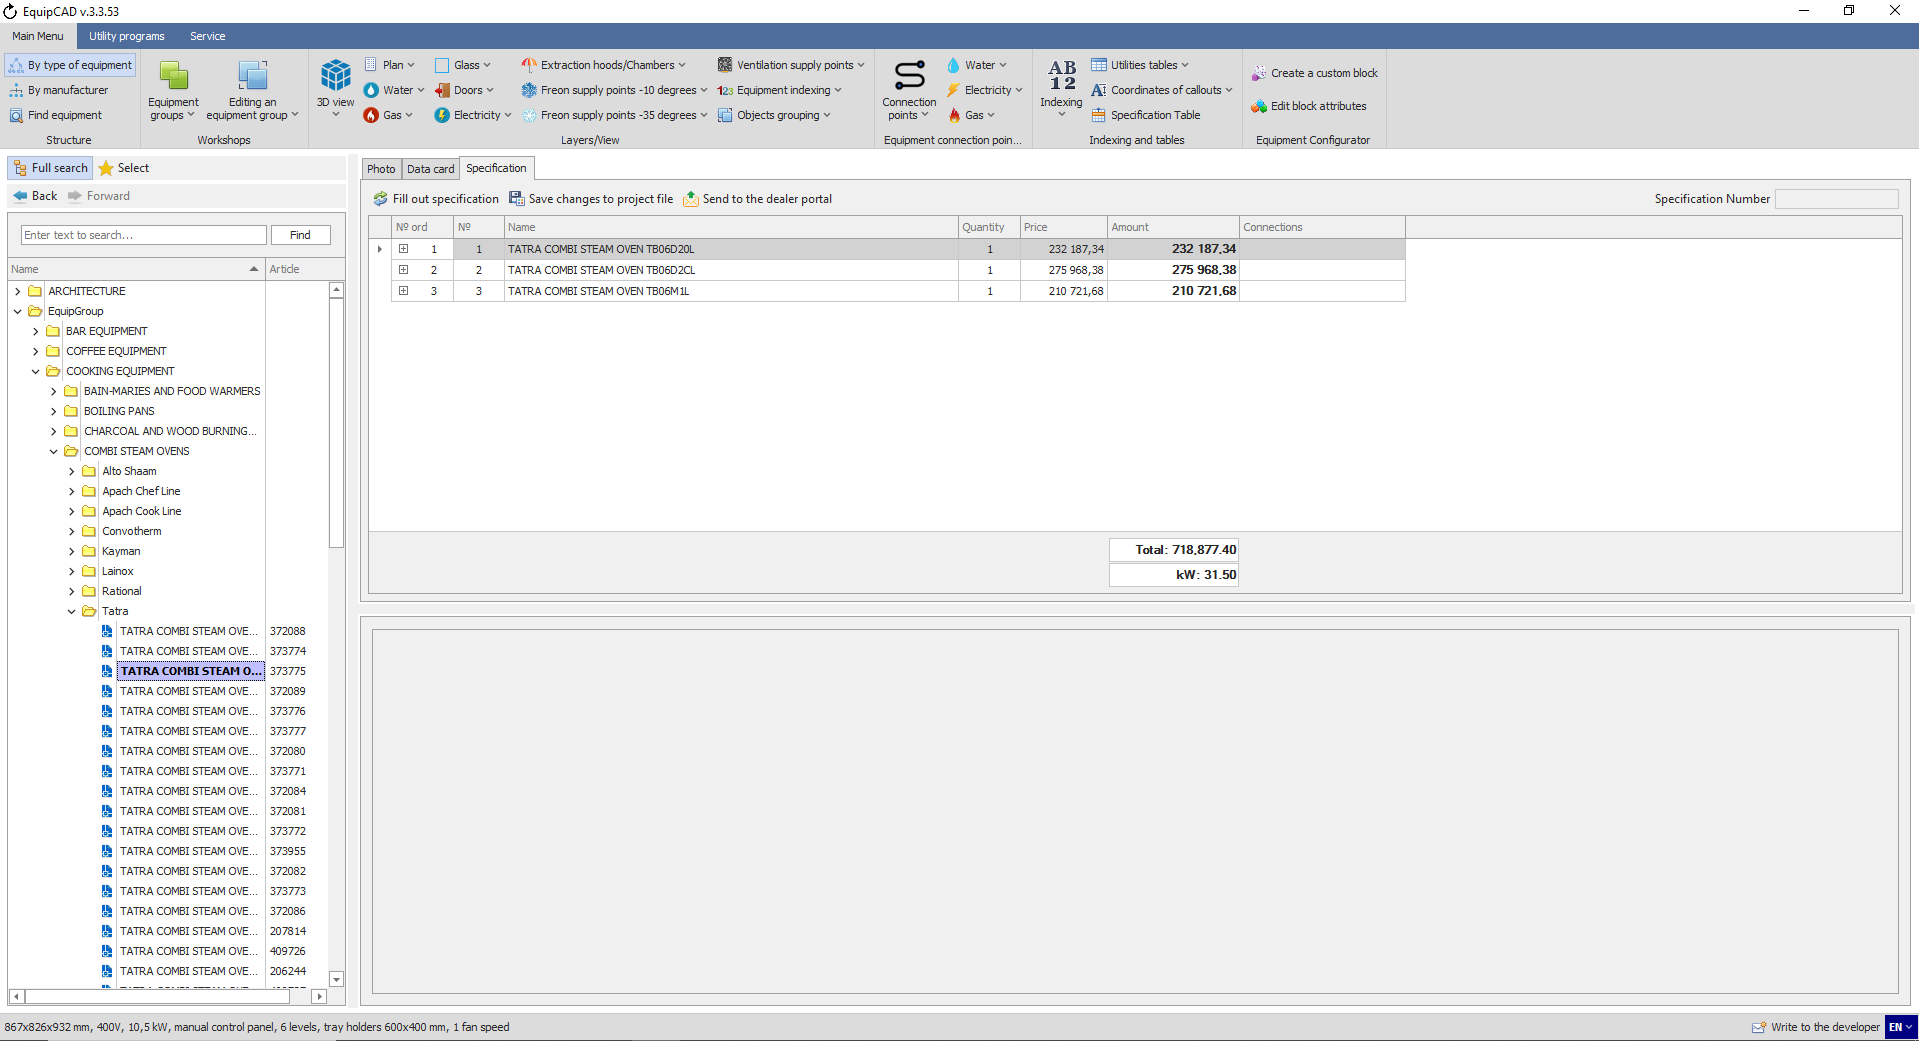 EquipCAD v.3.3.53
Main Menu Utility programs Service
By type of equipment
By manufacturer
Find equipment
Structure
Equipment groups
Editing an equipment group
Workshops
3D view
Plan
Water
Gas
Glass
Doors
Electricity
Extraction hoods/Chambers
Freon supply points -10 degrees
Freon supply points -35 degrees
Ventilation supply points
123 Equipment indexing
Objects grouping
Layers/View
Connection points
Water
Electricity
Gas
Equipment connection poin...
AB
12
Indexing
Utilities tables
Coordinates of callouts
Specification Table
Indexing and tables
Create a custom block
Edit block attributes
Equipment Configurator
Full search Select
Back Forward
Enter text to search... Find
Name Article
ARCHITECTURE
EquipGroup
BAR EQUIPMENT
COFFEE EQUIPMENT
COOKING EQUIPMENT
BAIN-MARIES AND FOOD WARMERS
BOILING PANS
CHARCOAL AND WOOD BURNING...
COMBI STEAM OVENS
Alto Shaam
Apach Chef Line
Apach Cook Line
Convotherm
Kayman
Lainox
Rational
Tatra
TATRA COMBI STEAM OVE... 372088
TATRA COMBI STEAM OVE... 373774
TATRA COMBI STEAM O... 373775
TATRA COMBI STEAM OVE... 372089
TATRA COMBI STEAM OVE... 373776
TATRA COMBI STEAM OVE... 373777
TATRA COMBI STEAM OVE... 372080
TATRA COMBI STEAM OVE... 373771
TATRA COMBI STEAM OVE... 372084
TATRA COMBI STEAM OVE... 372081
TATRA COMBI STEAM OVE... 373772
TATRA COMBI STEAM OVE... 373955
TATRA COMBI STEAM OVE... 372082
TATRA COMBI STEAM OVE... 373773
TATRA COMBI STEAM OVE... 372086
TATRA COMBI STEAM OVE... 207814
TATRA COMBI STEAM OVE... 409726
TATRA COMBI STEAM OVE... 206244
Photo Data card Specification
Fill out specification Save changes to project file Send to the dealer portal Specification Number
№ ord № Name Quantity Price Amount Connections
1 1 TATRA COMBI STEAM OVEN TB06D20L 1 232 187,34 232 187,34
2 2 TATRA COMBI STEAM OVEN TB06D2CL 1 275 968,38 275 968,38
3 3 TATRA COMBI STEAM OVEN TB06M1L 1 210 721,68 210 721,68
Total: 718,877.40
kW: 31.50
867x826x932 mm, 400V, 10,5 kW, manual control panel, 6 levels, tray holders 600x400 mm, 1 fan speed
Write to the developer EN